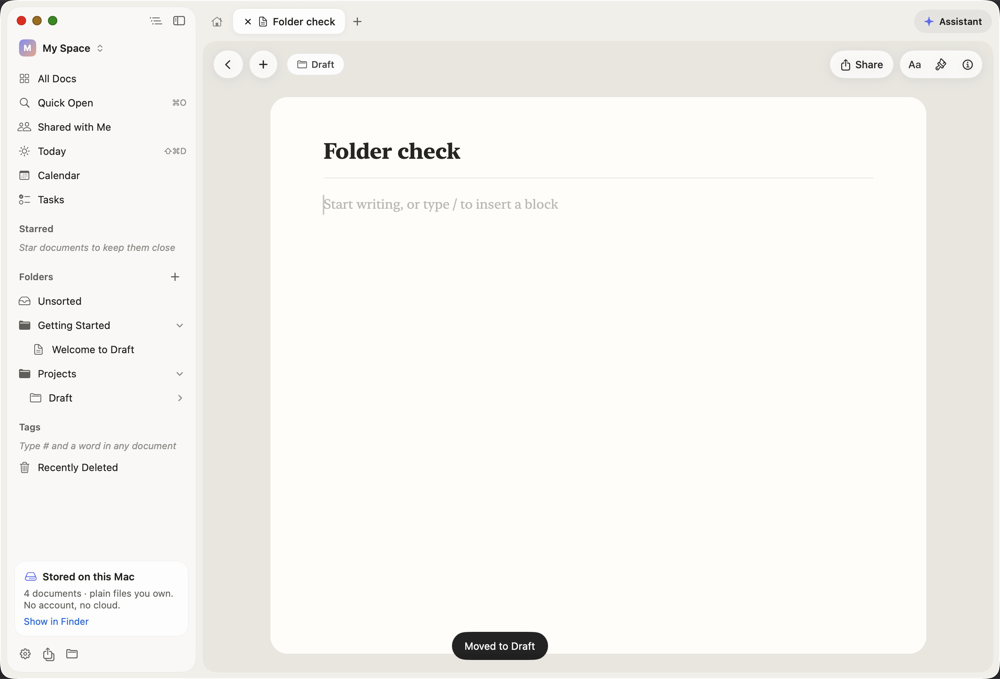 M My Space
All Docs
Quick Open ⌘O
Shared with Me
Today ⇧⌘D
Calendar
Tasks
Starred
Star documents to keep them close
Folders
Unsorted
Getting Started
Welcome to Draft
Projects
Draft
Tags
Type # and a word in any document
Recently Deleted
Stored on this Mac
4 documents · plain files you own.
No account, no cloud.
Show in Finder
Folder check
Assistant
Draft
Share
Aa
Folder check
Start writing, or type / to insert a block
Moved to Draft